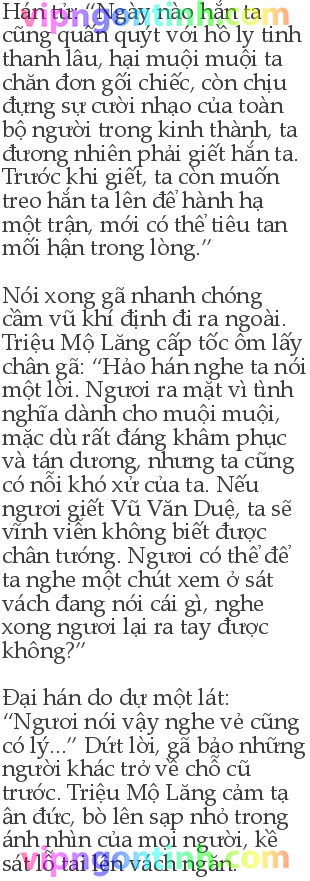 Hán tử: “Ngày nào hắn ta
cũng quấn quýt với hồ ly tinh
thanh lâu, hại muội muội ta
chăn đơn gối chiếc, còn chịu
đựng sự cười nhạo của toàn
bộ người trong kinh thành, ta
đương nhiên phải giết hắn ta.
Trước khi giết, ta còn muốn
treo hắn ta lên để hành hạ
một trận, mới có thể tiêu tan
mối hận trong lòng.”

Nói xong gã nhanh chóng
cầm vũ khí định đi ra ngoài.
Triệu Mộ Lăng cấp tốc ôm lấy
chân gã: “Hảo hán nghe ta nói
một lời. Ngươi ra mặt vì tình
nghĩa dành cho muội muội,
mặc dù rất đáng khâm phục
và tán dương, nhưng ta cũng
có nỗi khó xử của ta. Nếu
ngươi giết Vũ Văn Duệ, ta sẽ
vĩnh viễn không biết được
chân tướng. Ngươi có thể để
ta nghe một chút xem ở sát
vách đang nói cái gì, nghe
xong ngươi lại ra tay được
không?”

Đại hán do dự một lát:
“Ngươi nói vậy nghe vẻ cũng
có lý...” Dứt lời, gã bảo những
người khác trở về chỗ cũ
trước. Triệu Mộ Lăng cảm tạ
ân đức, bò lên sạp nhỏ trong
ánh nhìn của mọi người, kề
sát lỗ tai lên vách ngăn.
vipngontinh.com
vipngontinh.com